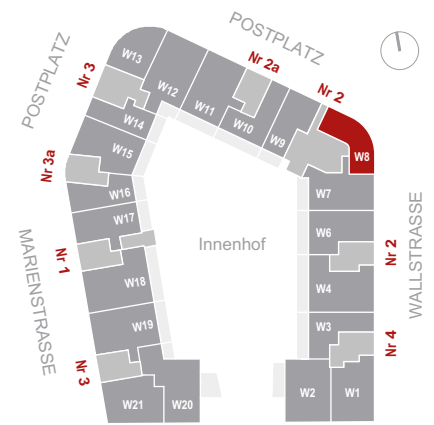 POSTPLATZ
Nr 2a
Nr 2
POSTPLATZ
Nr 3
Nr 3a
W13
W12
W11
W10
W9
W8
W14
W15
W16
W17
W7
W6
Innenhof
Nr 2
WALLSTRASSE
MARIENSTRASSE
Nr 1
W18
W4
W19
W3
Nr 4
Nr 3
W21
W20
W2
W1